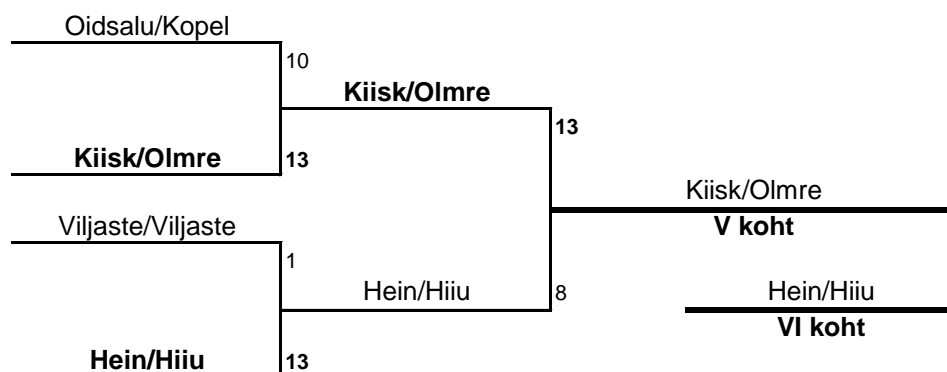 Oidsalu/Kopel
10
Kiisk/Olmre
13
Kiisk/Olmre
13
Kiisk/Olmre
V koht
Viljaste/Viljaste
1
Hein/Hiiu
8
Hein/Hiiu
VI koht
Hein/Hiiu
13